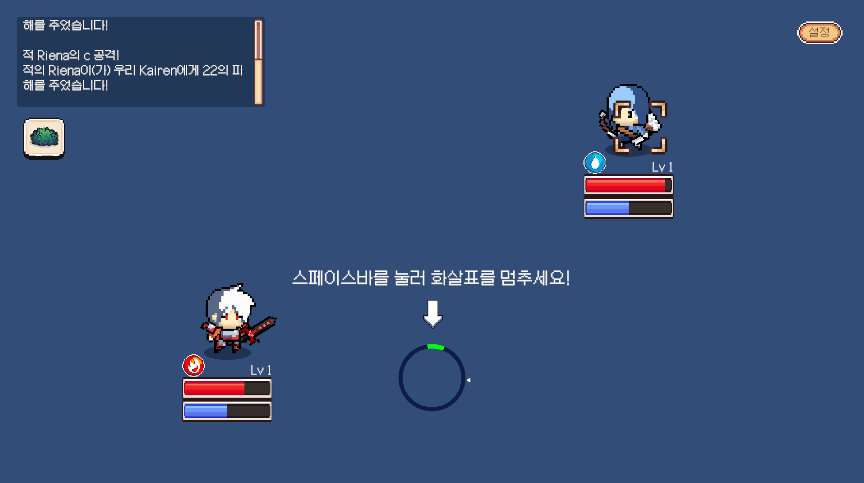 해를 주었습니다!
적 Riena의 c 공격!
적의 Riena이(가) 우리 Kairen에게 22의 피
해를 주었습니다!
설정
Lv 1
스페이스바를 눌러 화살표를 멈추세요!
Lv 1